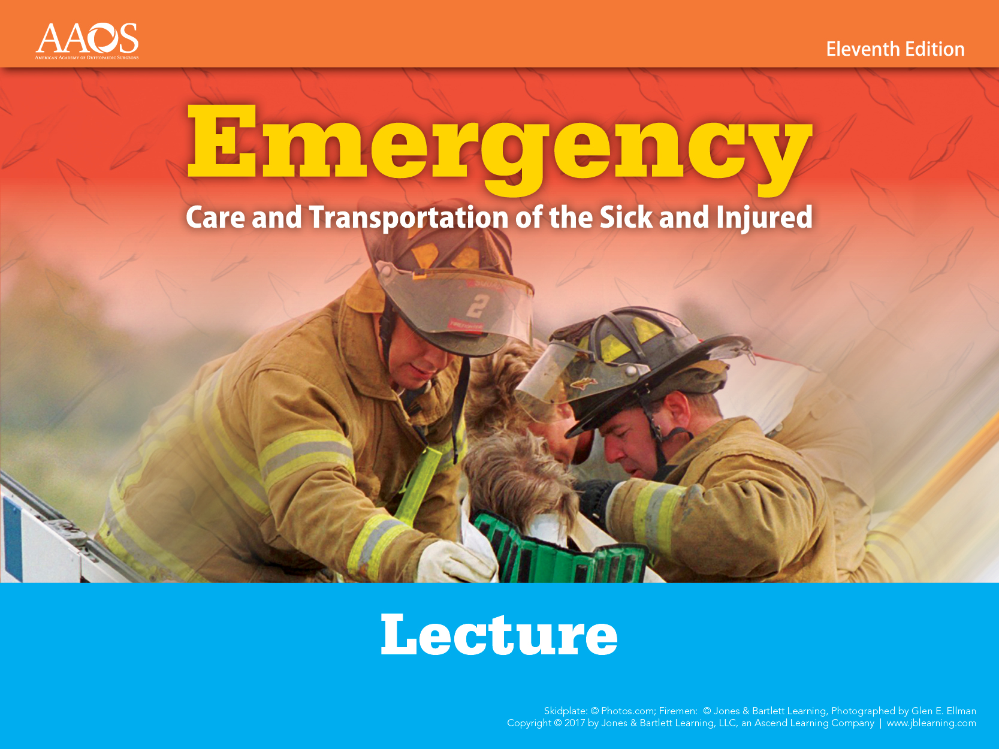 AAOS
AMERICAN ACADEMY OF ORTHOPAEDIC SURGEONS
Eleventh Edition
Emergency
Care and Transportation of the Sick and Injured
2
FIREFIGHTER
Lecture
Skidplate: © Photos.com; Firemen: © Jones & Bartlett Learning, Photographed by Glen E. Ellman
Copyright © 2017 by Jones & Bartlett Learning, LLC, an Ascend Learning Company | www.jblearning.com